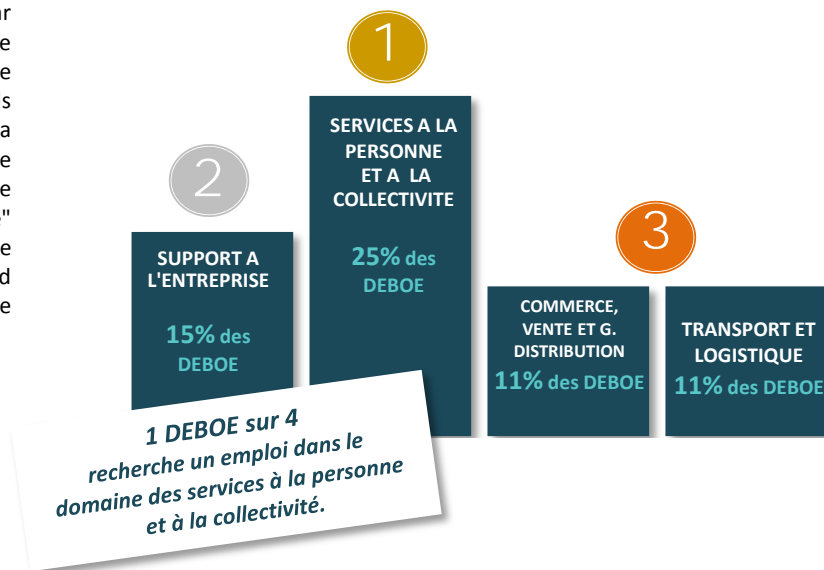 ar
e
e
s
a
e
e
"
e
d
e
1
SERVICES A LA
PERSONNE
ET A LA
COLLECTIVITE
25% des
DEBOE
2
SUPPORT A
L'ENTREPRISE
15% des
DEBOE
3
COMMERCE,
VENTE ET G.
DISTRIBUTION
11% des DEBOE
TRANSPORT ET
LOGISTIQUE
11% des DEBOE
1 DEBOE sur 4
recherche un emploi dans le
domaine des services à la personne
et à la collectivité.